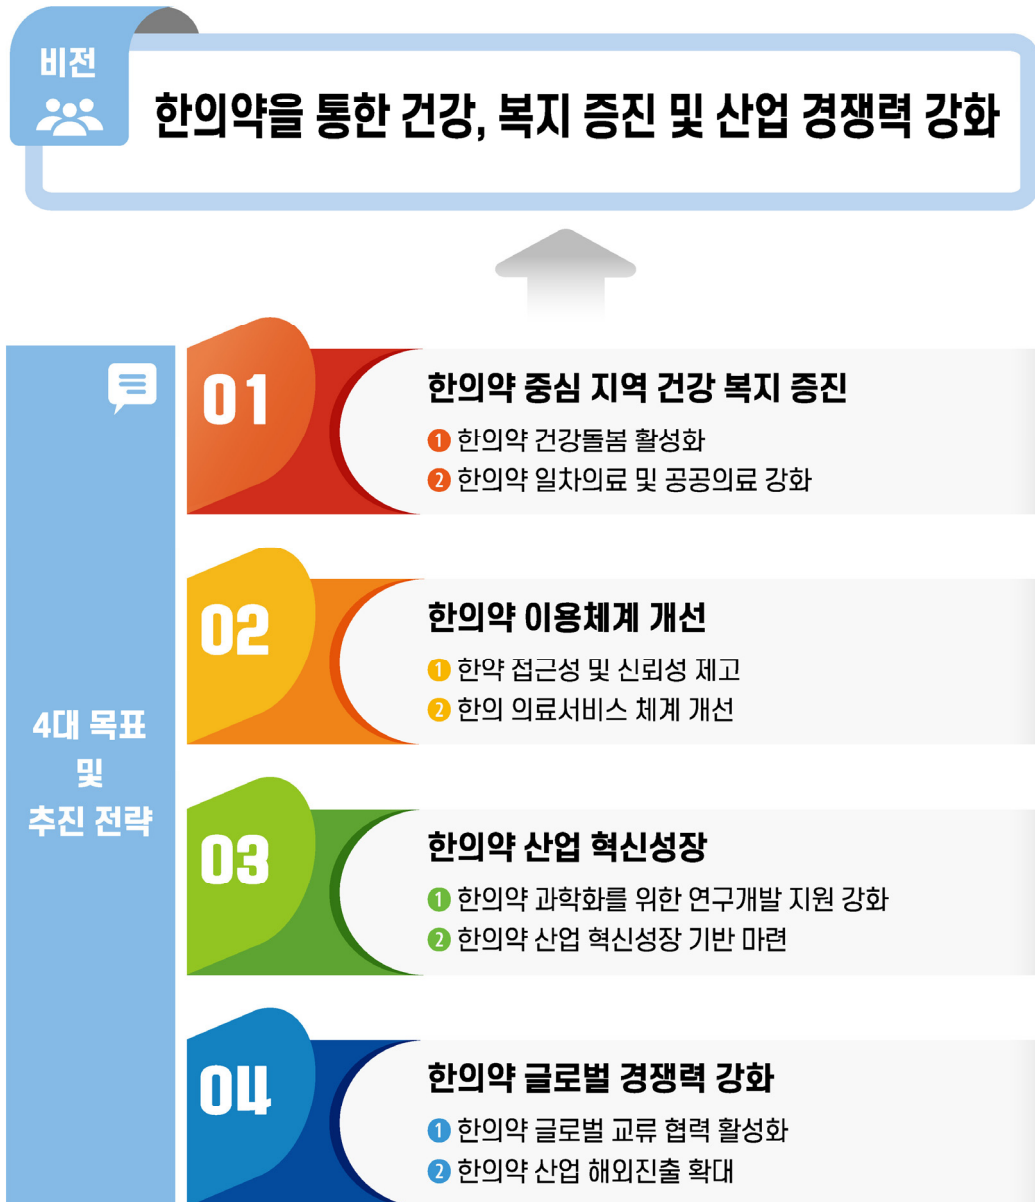 비전
한의약을 통한 건강, 복지 증진 및 산업 경쟁력 강화
4대 목표
및
추진 전략
01
한의약 중심 지역 건강 복지 증진
1 한의약 건강돌봄 활성화
2 한의약 일차의료 및 공공의료 강화
02
한의약 이용체계 개선
1 한약 접근성 및 신뢰성 제고
2 한의 의료서비스 체계 개선
03
한의약 산업 혁신성장
1 한의약 과학화를 위한 연구개발 지원 강화
2 한의약 산업 혁신성장 기반 마련
04
한의약 글로벌 경쟁력 강화
1 한의약 글로벌 교류 협력 활성화
2 한의약 산업 해외진출 확대